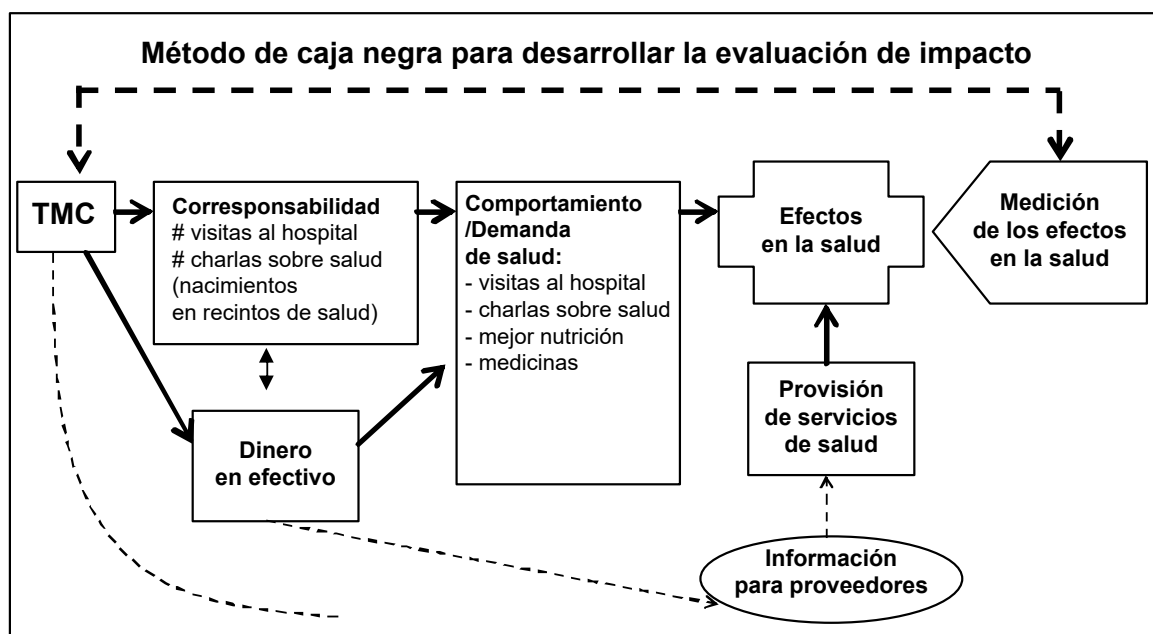 Método de caja negra para desarrollar la evaluación de impacto
TMC
Corresponsabilidad
# visitas al hospital
# charlas sobre salud
(nacimientos
en recintos de salud)
Dinero
en efectivo
Comportamiento
/Demanda
de salud:
- visitas al hospital
- charlas sobre salud
- mejor nutrición
- medicinas
Efectos
en la salud
Medición
de los efectos
en la salud
Provisión
de servicios
de salud
Información
para proveedores